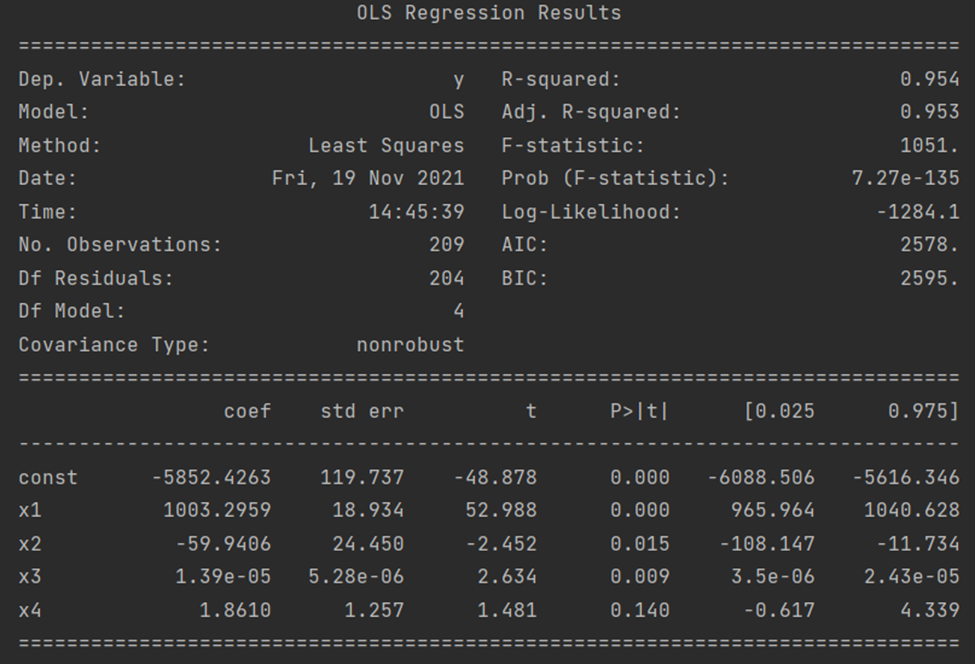 OLS Regression Results
==============================================================================
Dep. Variable:                      y   R-squared:                       0.954
Model:                            OLS   Adj. R-squared:                  0.953
Method:                 Least Squares   F-statistic:                     1051.
Date:                Fri, 19 Nov 2021   Prob (F-statistic):          7.27e-135
Time:                        14:45:39   Log-Likelihood:                -1284.1
No. Observations:                 209   AIC:                             2578.
Df Residuals:                     204   BIC:                             2595.
Df Model:                           4
Covariance Type:            nonrobust
==============================================================================
                 coef    std err          t      P>|t|      [0.025      0.975]
------------------------------------------------------------------------------
const      -5852.4263    119.737    -48.878      0.000   -6088.506   -5616.346
x1          1003.2959     18.934     52.988      0.000     965.964    1040.628
x2           -59.9406     24.450     -2.452      0.015    -108.147     -11.734
x3           1.39e-05   5.28e-06      2.634      0.009     3.5e-06    2.43e-05
x4             1.8610      1.257      1.481      0.140      -0.617       4.339
==============================================================================